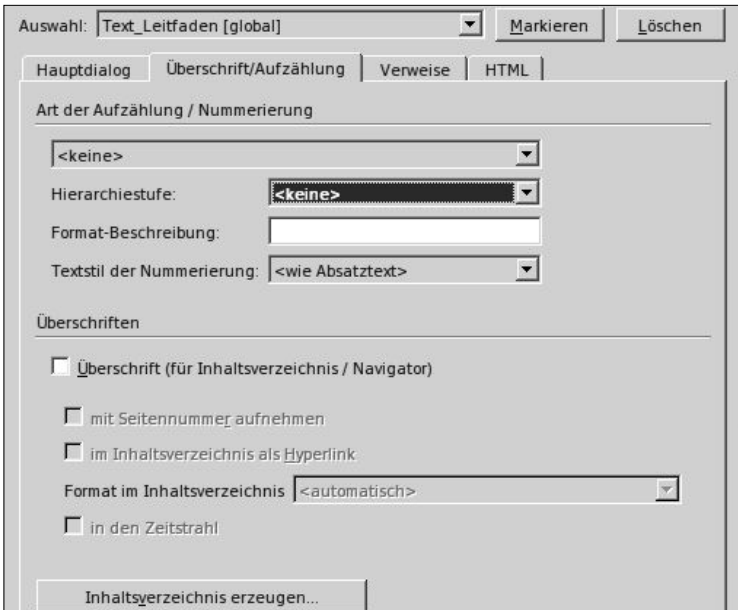 Auswahl: Text_Leitfaden [global] Markieren Löschen
Hauptdialog Überschrift/Aufzählung Verweise HTML
Art der Aufzählung / Nummerierung
<keine>
Hierarchiestufe: <keine>
Format-Beschreibung:
Textstil der Nummerierung: <wie Absatztext>
Überschriften
Überschrift (für Inhaltsverzeichnis / Navigator)
mit Seitennummer aufnehmen
im Inhaltsverzeichnis als Hyperlink
Format im Inhaltsverzeichnis <automatisch>
in den Zeitstrahl
Inhaltsverzeichnis erzeugen...